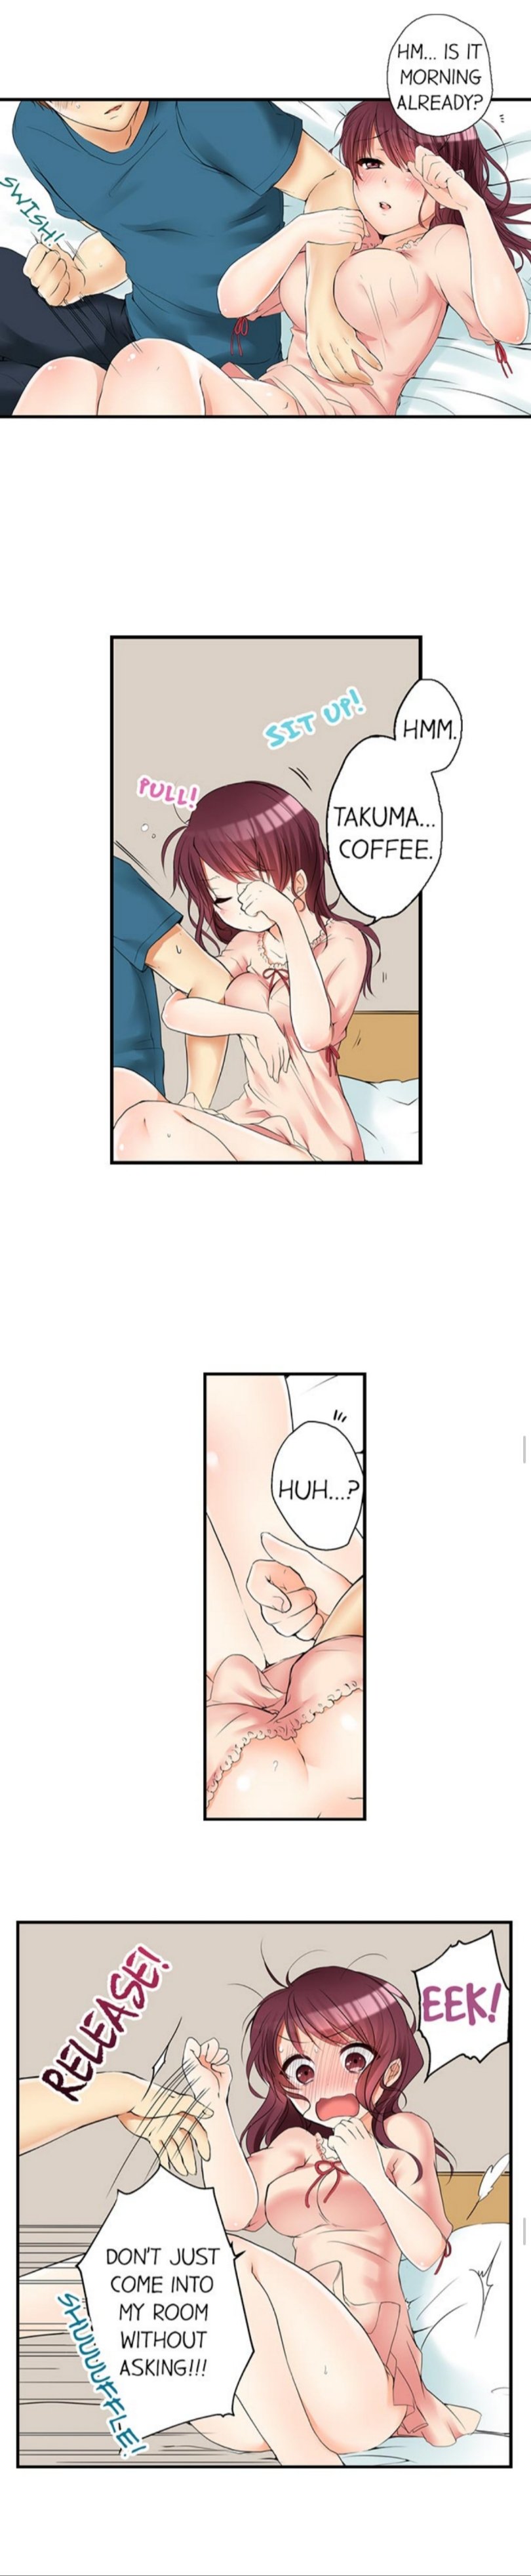 HM... IS IT
MORNING
ALREADY?
SWISH!
SIT UP!
HMM.
PULL!
TAKUMA...
COFFEE.
HUH...?
EEK!
RELEASE!
DON'T JUST
COME INTO
MY ROOM
WITHOUT
ASKING!!!
SHUUUUFFLE!